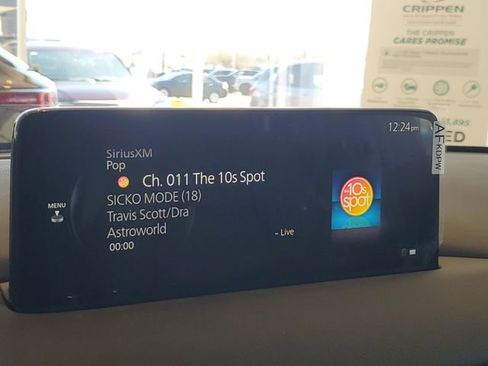 CRIPPEN
THE CRIPPEN
CARES PROMISE
12:24pm
SiriusXM
Pop
Ch. 011 The 10s Spot
SICKO MODE (18)
Travis Scott/Dra
Astroworld
00:00
~ Live
MENU
10s
spot
AFKQPW